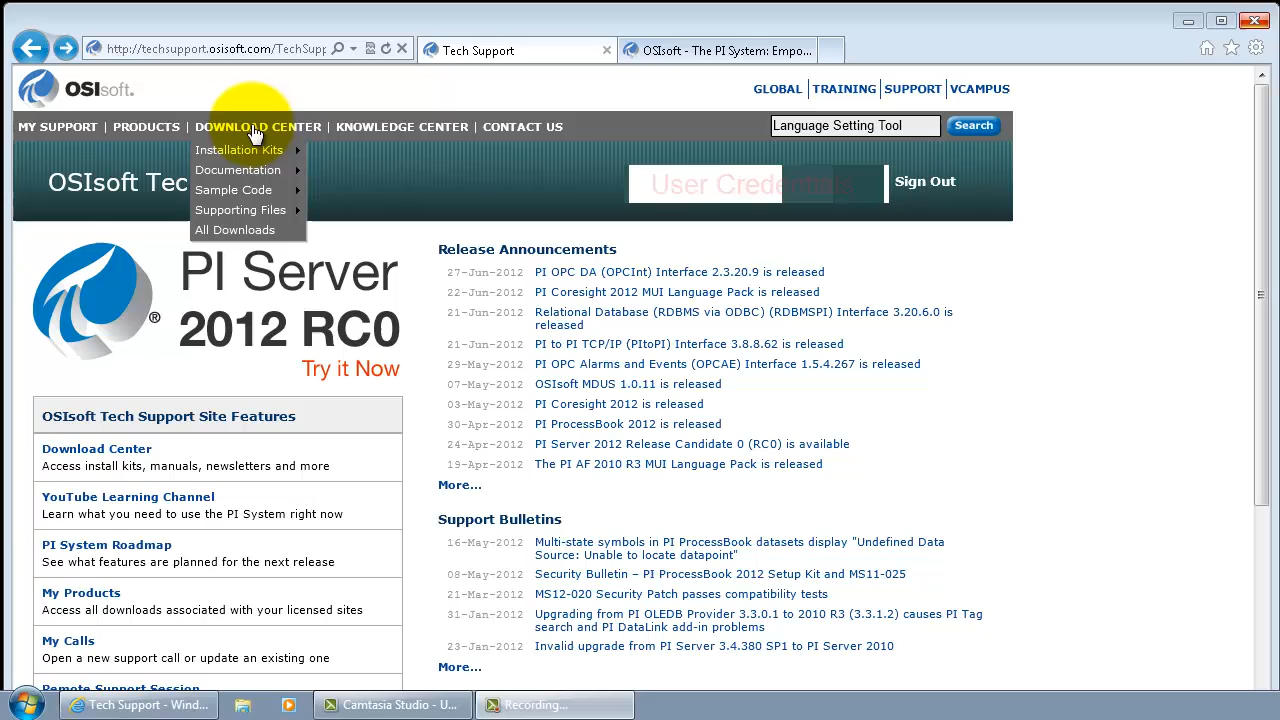 http://techsupport.osisoft.com/TechSupp
Tech Support
OSIsoft - The PI System: Empo...
OSIsoft.
GLOBAL | TRAINING | SUPPORT | VCAMPUS
MY SUPPORT | PRODUCTS | DOWNLOAD CENTER | KNOWLEDGE CENTER | CONTACT US
Language Setting Tool
Search
Installation Kits
Documentation
Sample Code
Supporting Files
All Downloads
OSIsoft Tec
User Credentials
Sign Out
PI Server
2012 RC0
Try it Now
®
OSIsoft Tech Support Site Features
Download Center
Access install kits, manuals, newsletters and more
YouTube Learning Channel
Learn what you need to use the PI System right now
PI System Roadmap
See what features are planned for the next release
My Products
Access all downloads associated with your licensed sites
My Calls
Open a new support call or update an existing one
Remote Support Session
Release Announcements
27-Jun-2012 PI OPC DA (OPCInt) Interface 2.3.20.9 is released
22-Jun-2012 PI Coresight 2012 MUI Language Pack is released
21-Jun-2012 Relational Database (RDBMS via ODBC) (RDBMSPI) Interface 3.20.6.0 is
released
21-Jun-2012 PI to PI TCP/IP (PItoPI) Interface 3.8.8.62 is released
29-May-2012 PI OPC Alarms and Events (OPCAE) Interface 1.5.4.267 is released
07-May-2012 OSIsoft MDUS 1.0.11 is released
03-May-2012 PI Coresight 2012 is released
30-Apr-2012 PI ProcessBook 2012 is released
24-Apr-2012 PI Server 2012 Release Candidate 0 (RC0) is available
19-Apr-2012 The PI AF 2010 R3 MUI Language Pack is released
More...
Support Bulletins
16-May-2012 Multi-state symbols in PI ProcessBook datasets display "Undefined Data
Source: Unable to locate datapoint"
08-May-2012 Security Bulletin – PI ProcessBook 2012 Setup Kit and MS11-025
21-Mar-2012 MS12-020 Security Patch passes compatibility tests
31-Jan-2012 Upgrading from PI OLEDB Provider 3.3.0.1 to 2010 R3 (3.3.1.2) causes PI Tag
search and PI DataLink add-in problems
23-Jan-2012 Invalid upgrade from PI Server 3.4.380 SP1 to PI Server 2010
More...
Tech Support - Wind...
Camtasia Studio - U...
Recording...